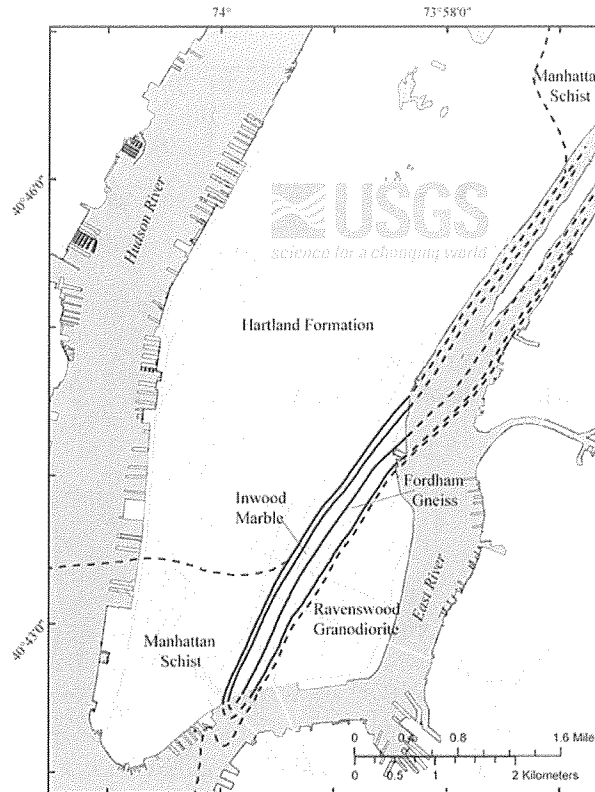 74°
73°58'0"
Manhatta
Schist
40°46'0"
Hudson River
USGS
science for a changing world
Hartland Formation
Inwood
Marble
Fordham
Gneiss
Ravenswood
Granodiorite
East River
40°43'0"
Manhattan
Schist
0 0.4 0.8 1.6 Mile
0 0.5 1 2 Kilometers